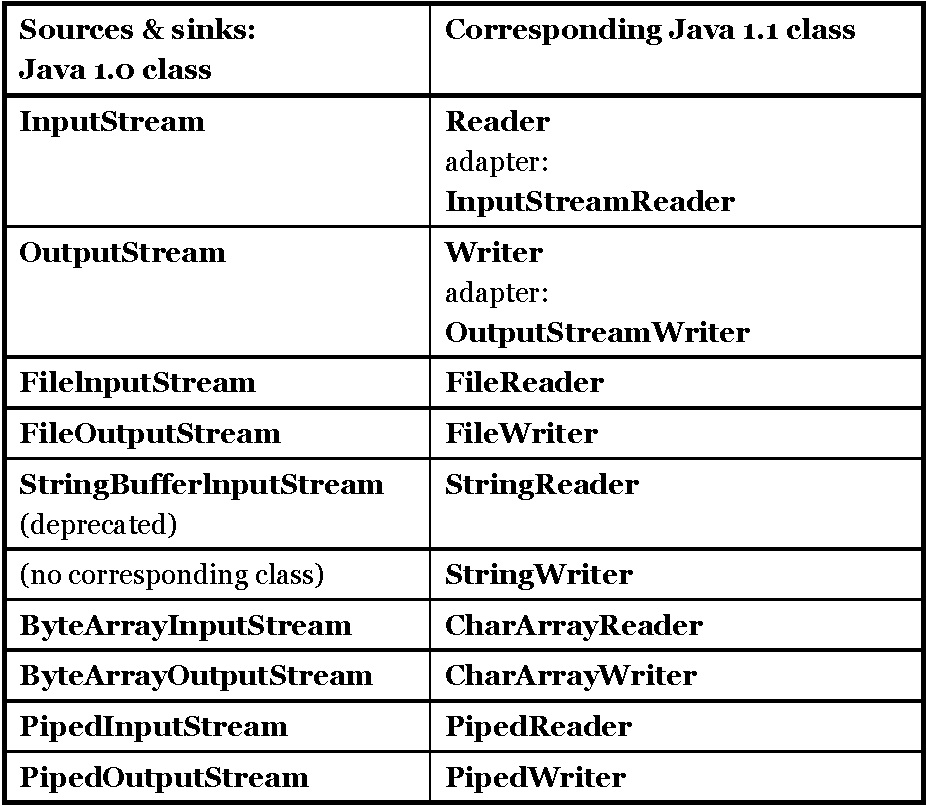 Sources & sinks:
Java 1.0 class
Corresponding Java 1.1 class
InputStream
Reader
adapter:
InputStreamReader
OutputStream
Writer
adapter:
OutputStreamWriter
FileInputStream
FileReader
FileOutputStream
FileWriter
StringBufferInputStream
(deprecated)
StringReader
(no corresponding class)
StringWriter
ByteArrayInputStream
CharArrayReader
ByteArrayOutputStream
CharArrayWriter
PipedInputStream
PipedReader
PipedOutputStream
PipedWriter